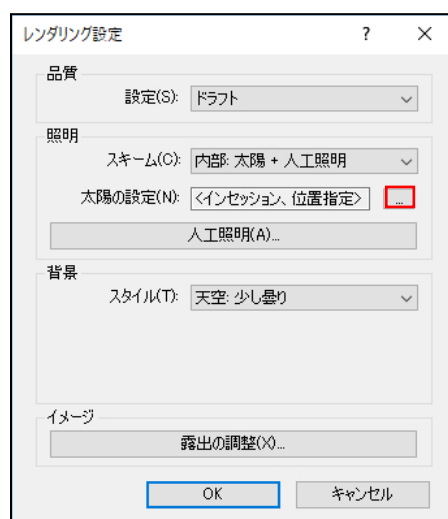 レンダリング設定 ? ×
品質
設定(S): ドラフト
照明
スキーム(C): 内部: 太陽 + 人工照明
太陽の設定(N): <インセッション、位置指定> ...
人工照明(A)...
背景
スタイル(T): 天空: 少し曇り
イメージ
露出の調整(X)...
OK キャンセル